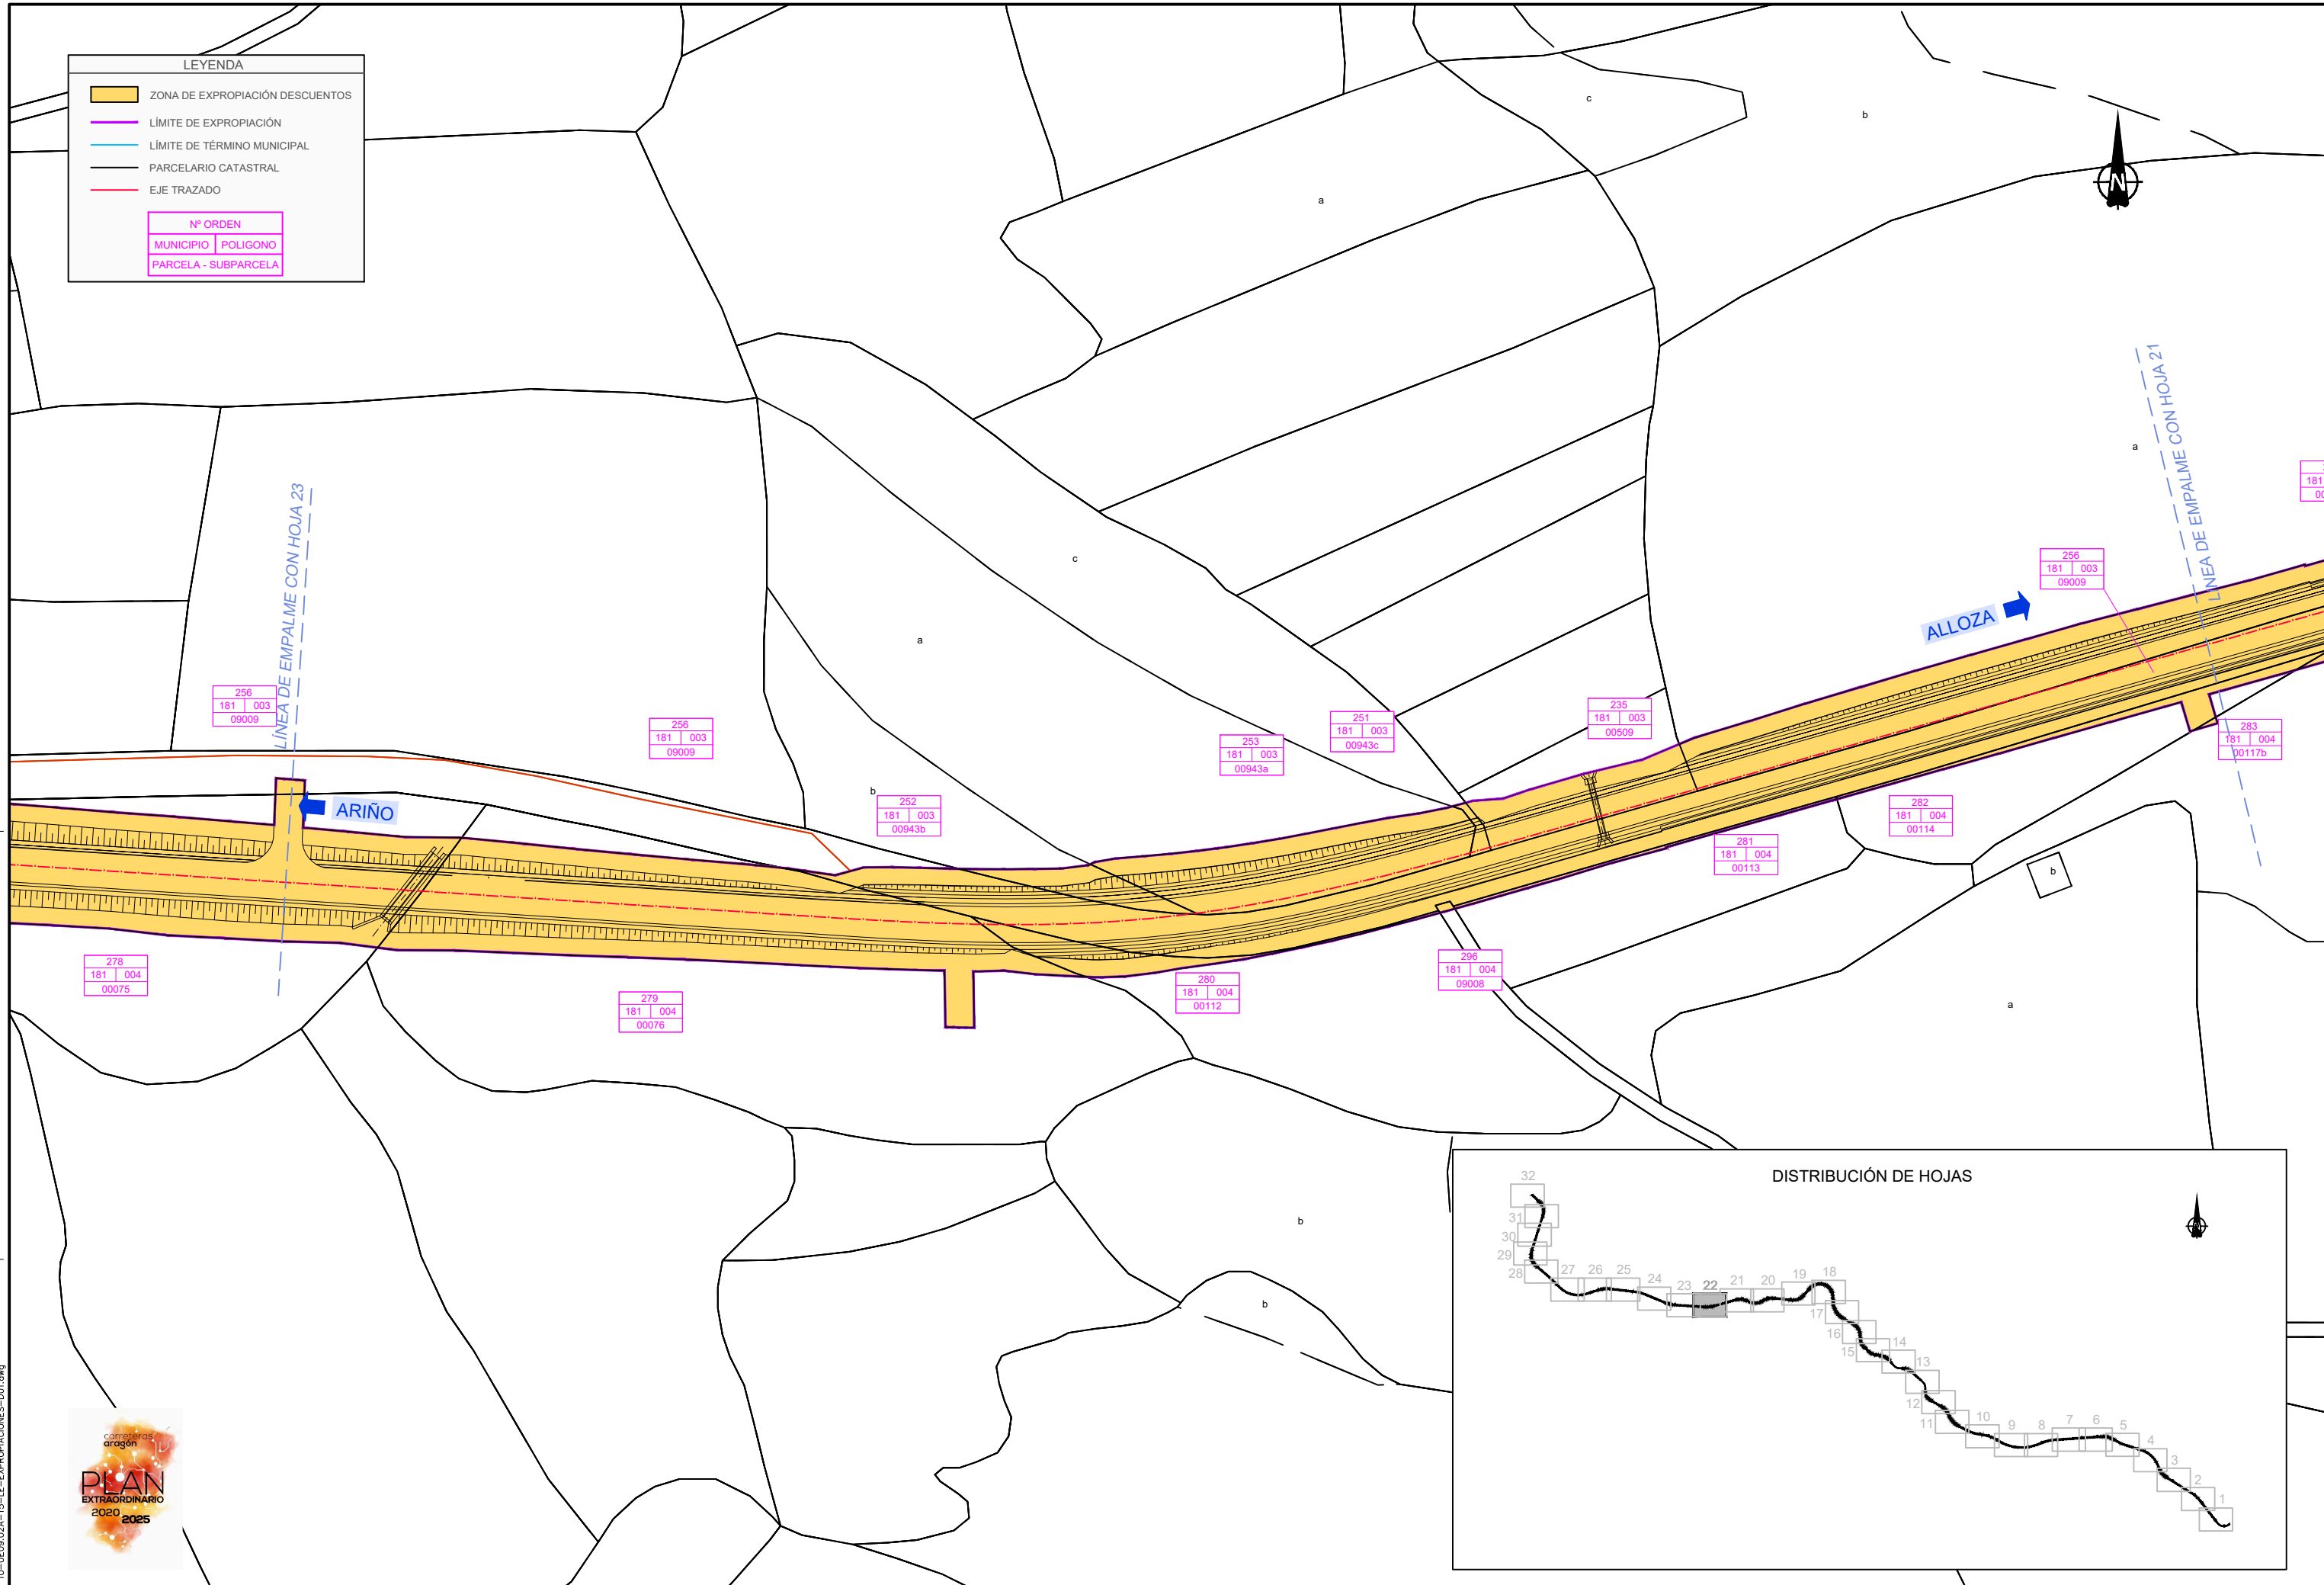 LEYENDA
ZONA DE EXPROPIACIÓN DESCUENTOS
LÍMITE DE EXPROPIACIÓN
LÍMITE DE TÉRMINO MUNICIPAL
PARCELARIO CATASTRAL
EJE TRAZADO
Nº ORDEN
MUNICIPIO POLIGONO
PARCELA - SUBPARCELA
c
b
a
N
LÍNEA DE EMPALME CON HOJA 21
a
181
LÍNEA DE EMPALME CON HOJA 23
c
256
181 003
09009
ALLOZA
a
256
181 003
09009
256
181 003
09009
253
181 003
00943a
251
181 003
00943c
235
181 003
00509
283
181 004
00117b
ARIÑO
b
252
181 003
00943b
282
181 004
00114
281
181 004
00113
b
278
181 004
00075
279
181 004
00076
280
181 004
00112
296
181 004
09008
a
b
b
DISTRIBUCIÓN DE HOJAS
32
31
30
29
28
27
26
25
24
23
22
21
20
19
18
17
16
15
14
13
12
11
10
9
8
7
6
5
4
3
2
1
carreteras
aragón
PLAN
EXTRAORDINARIO
2020
2025